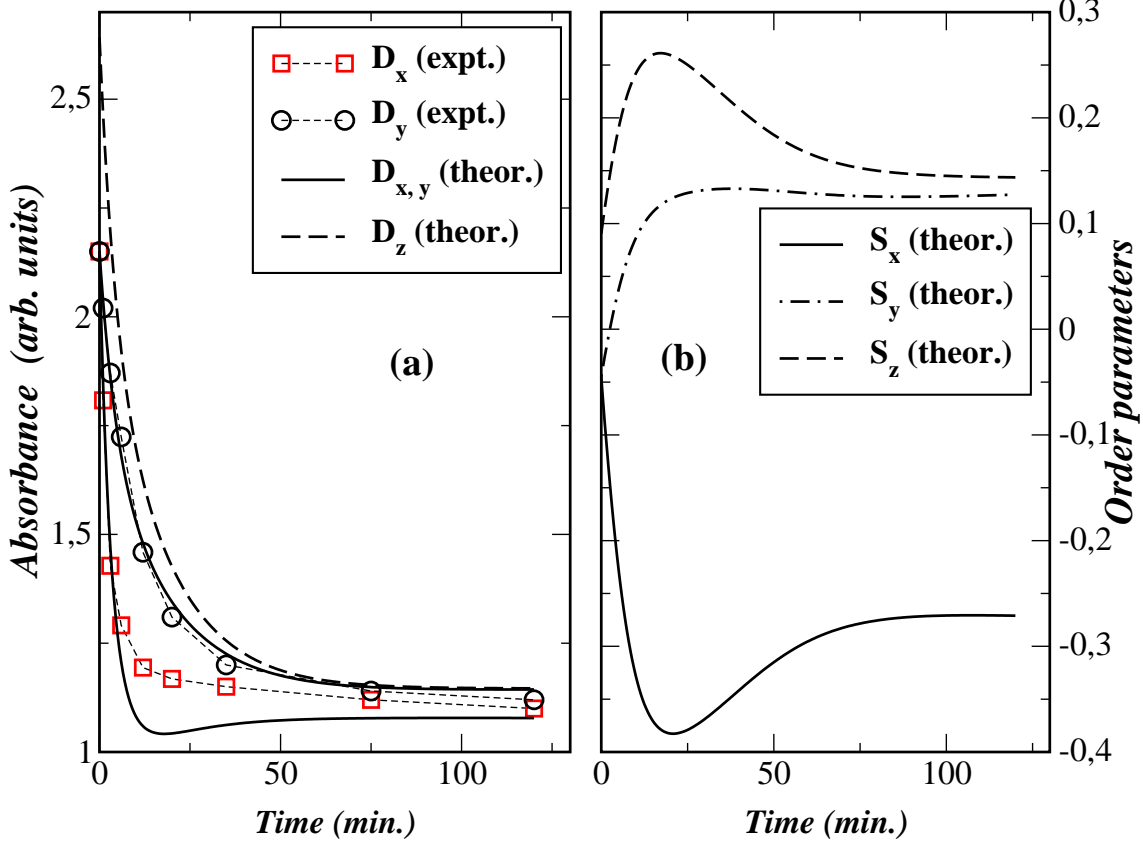 D_x (expt.)
D_y (expt.)
D_x, y (theor.)
D_z (theor.)
(a)
Absorbance (arb. units)
2,5
2
1,5
1
0
50
100
Time (min.)
S_x (theor.)
S_y (theor.)
S_z (theor.)
(b)
0,3
0,2
0,1
0
-0,1
-0,2
-0,3
-0,4
Order parameters
0
50
100
Time (min.)